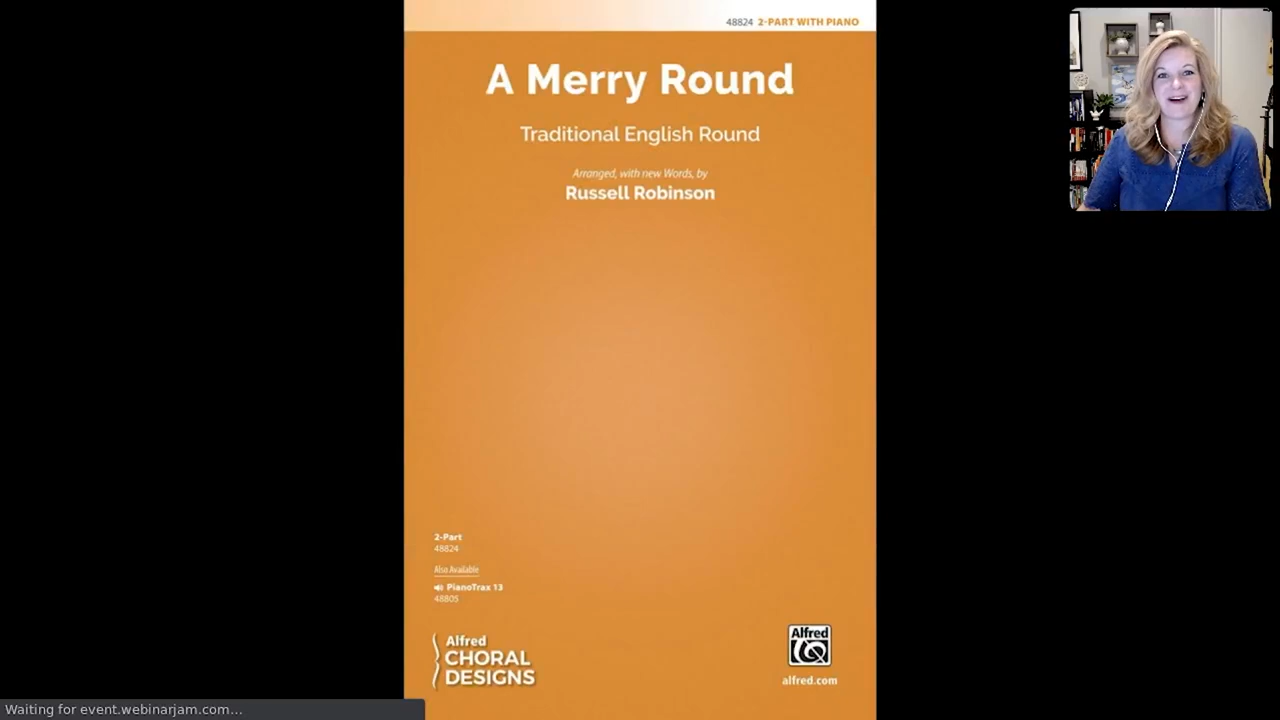 48824 2-PART WITH PIANO
A Merry Round
Traditional English Round
Arranged, with new Words, by
Russell Robinson
2-Part
48824
Also Available
PianoTrax 13
48805
Alfred
CHORAL
DESIGNS
Alfred
alfred.com
Waiting for event.webinarjam.com…